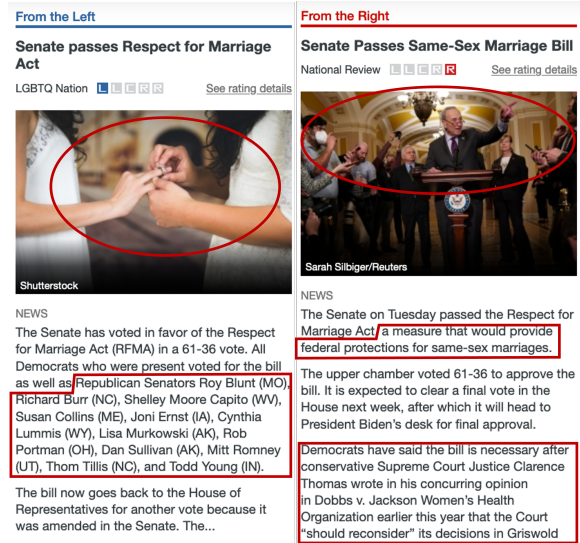 From the Left
Senate passes Respect for Marriage
Act
LGBTQ Nation L L C R R See rating details
Shutterstock
NEWS
The Senate has voted in favor of the Respect
for Marriage Act (RFMA) in a 61-36 vote. All
Democrats who were present voted for the bill
as well as Republican Senators Roy Blunt (MO),
Richard Burr (NC), Shelley Moore Capito (WV),
Susan Collins (ME), Joni Ernst (IA), Cynthia
Lummis (WY), Lisa Murkowski (AK), Rob
Portman (OH), Dan Sullivan (AK), Mitt Romney
(UT), Thom Tillis (NC), and Todd Young (IN).
The bill now goes back to the House of
Representatives for another vote because it
was amended in the Senate. The...
From the Right
Senate Passes Same-Sex Marriage Bill
National Review L L C R R See rating details
Sarah Silbiger/Reuters
NEWS
The Senate on Tuesday passed the Respect for
Marriage Act, a measure that would provide
federal protections for same-sex marriages.
The upper chamber voted 61-36 to approve the
bill. It is expected to clear a final vote in the
House next week, after which it will head to
President Biden's desk for final approval.
Democrats have said the bill is necessary after
conservative Supreme Court Justice Clarence
Thomas wrote in his concurring opinion
in Dobbs v. Jackson Women's Health
Organization earlier this year that the Court
"should reconsider" its decisions in Griswold